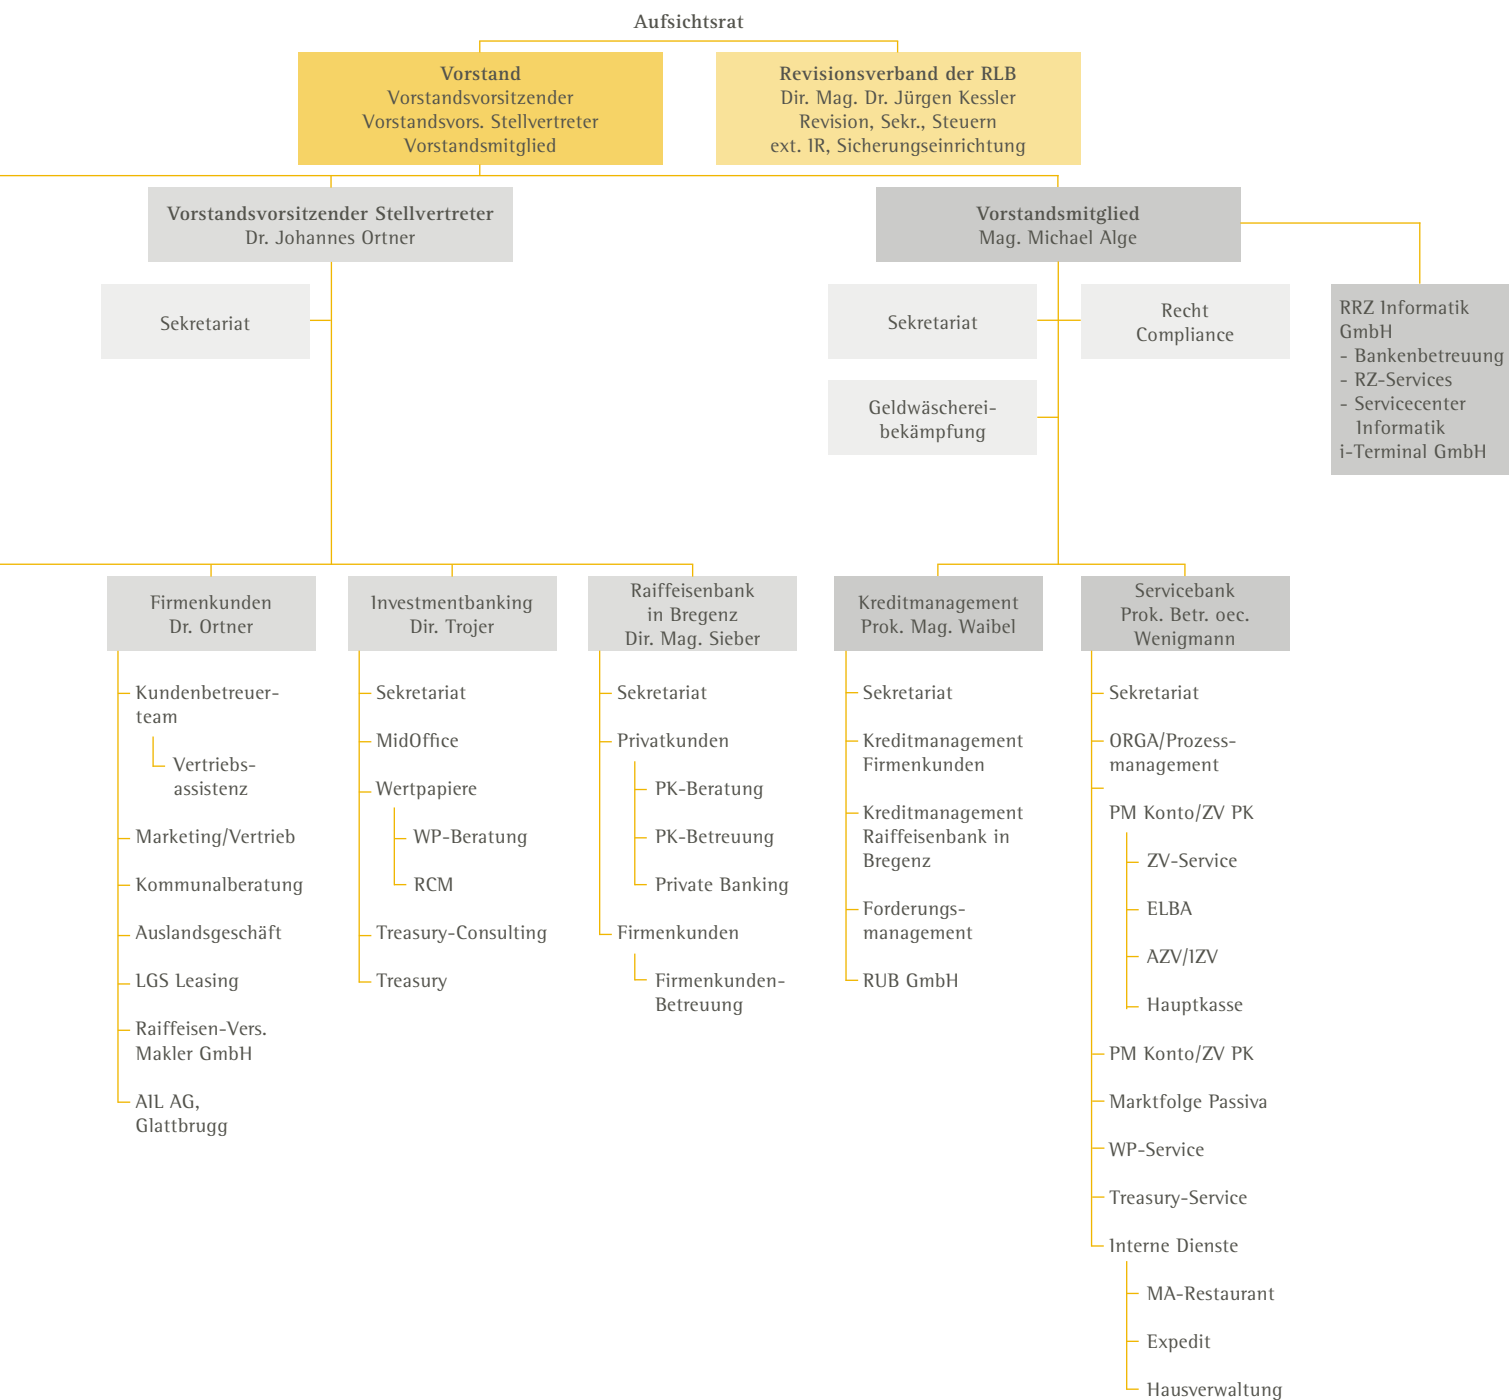 Aufsichtsrat
Vorstand
Vorstandsvorsitzender
Vorstandsvors. Stellvertreter
Vorstandsmitglied
Revisionsverband der RLB
Dir. Mag. Dr. Jürgen Kessler
Revision, Sekr., Steuern
ext. IR, Sicherungseinrichtung
Vorstandsvorsitzender Stellvertreter
Dr. Johannes Ortner
Vorstandsmitglied
Mag. Michael Alge
Sekretariat
Sekretariat
Recht
Compliance
Geldwäscherei-
bekämpfung
RRZ Informatik
GmbH
- Bankenbetreuung
- RZ-Services
- Servicecenter
Informatik
i-Terminal GmbH
Firmenkunden
Dr. Ortner
Kundenbetreuer-
team
Vertriebs-
assistenz
Marketing/Vertrieb
Kommunalberatung
Auslandsgeschäft
LGS Leasing
Raiffeisen-Vers.
Makler GmbH
AIL AG,
Glattbrugg
Investmentbanking
Dir. Trojer
Sekretariat
MidOffice
Wertpapiere
WP-Beratung
RCM
Treasury-Consulting
Treasury
Raiffeisenbank
in Bregenz
Dir. Mag. Sieber
Sekretariat
Privatkunden
PK-Beratung
PK-Betreuung
Private Banking
Firmenkunden
Firmenkunden-
Betreuung
Kreditmanagement
Prok. Mag. Waibel
Sekretariat
Kreditmanagement
Firmenkunden
Kreditmanagement
Raiffeisenbank in
Bregenz
Forderungs-
management
RUB GmbH
Servicebank
Prok. Betr. oec.
Wenigmann
Sekretariat
ORGA/Prozess-
management
PM Konto/ZV PK
ZV-Service
ELBA
AZV/IZV
Hauptkasse
PM Konto/ZV PK
Marktfolge Passiva
WP-Service
Treasury-Service
Interne Dienste
MA-Restaurant
Expedit
Hausverwaltung